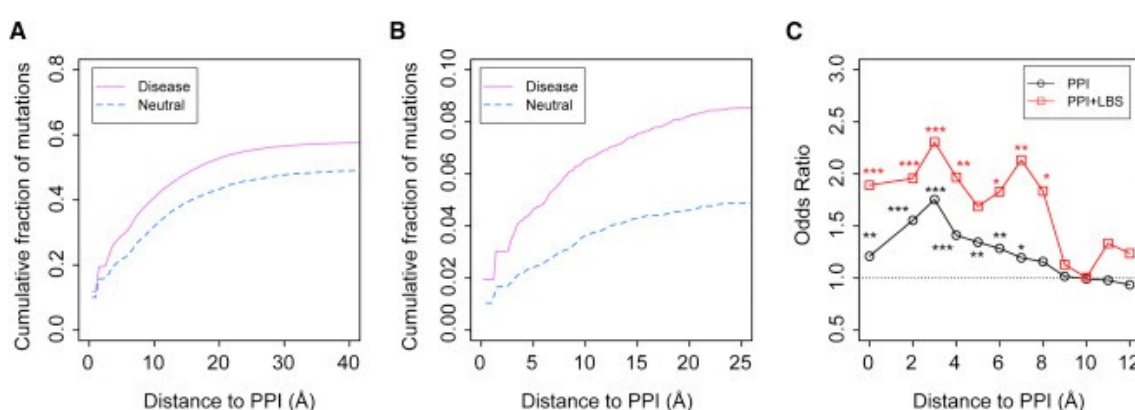 A
Cumulative fraction of mutations
0.0 0.2 0.4 0.6 0.8
Disease
Neutral
0 10 20 30 40
Distance to PPI (Å)
B
Cumulative fraction of mutations
0.00 0.02 0.04 0.06 0.08 0.10
Disease
Neutral
0 5 10 15 20 25
Distance to PPI (Å)
C
Odds Ratio
0.5 1.0 1.5 2.0 2.5 3.0
PPI
PPI+LBS
*** *** *** ** * ** *
** *** *** *** ** ** *
0 2 4 6 8 10 12
Distance to PPI (Å)